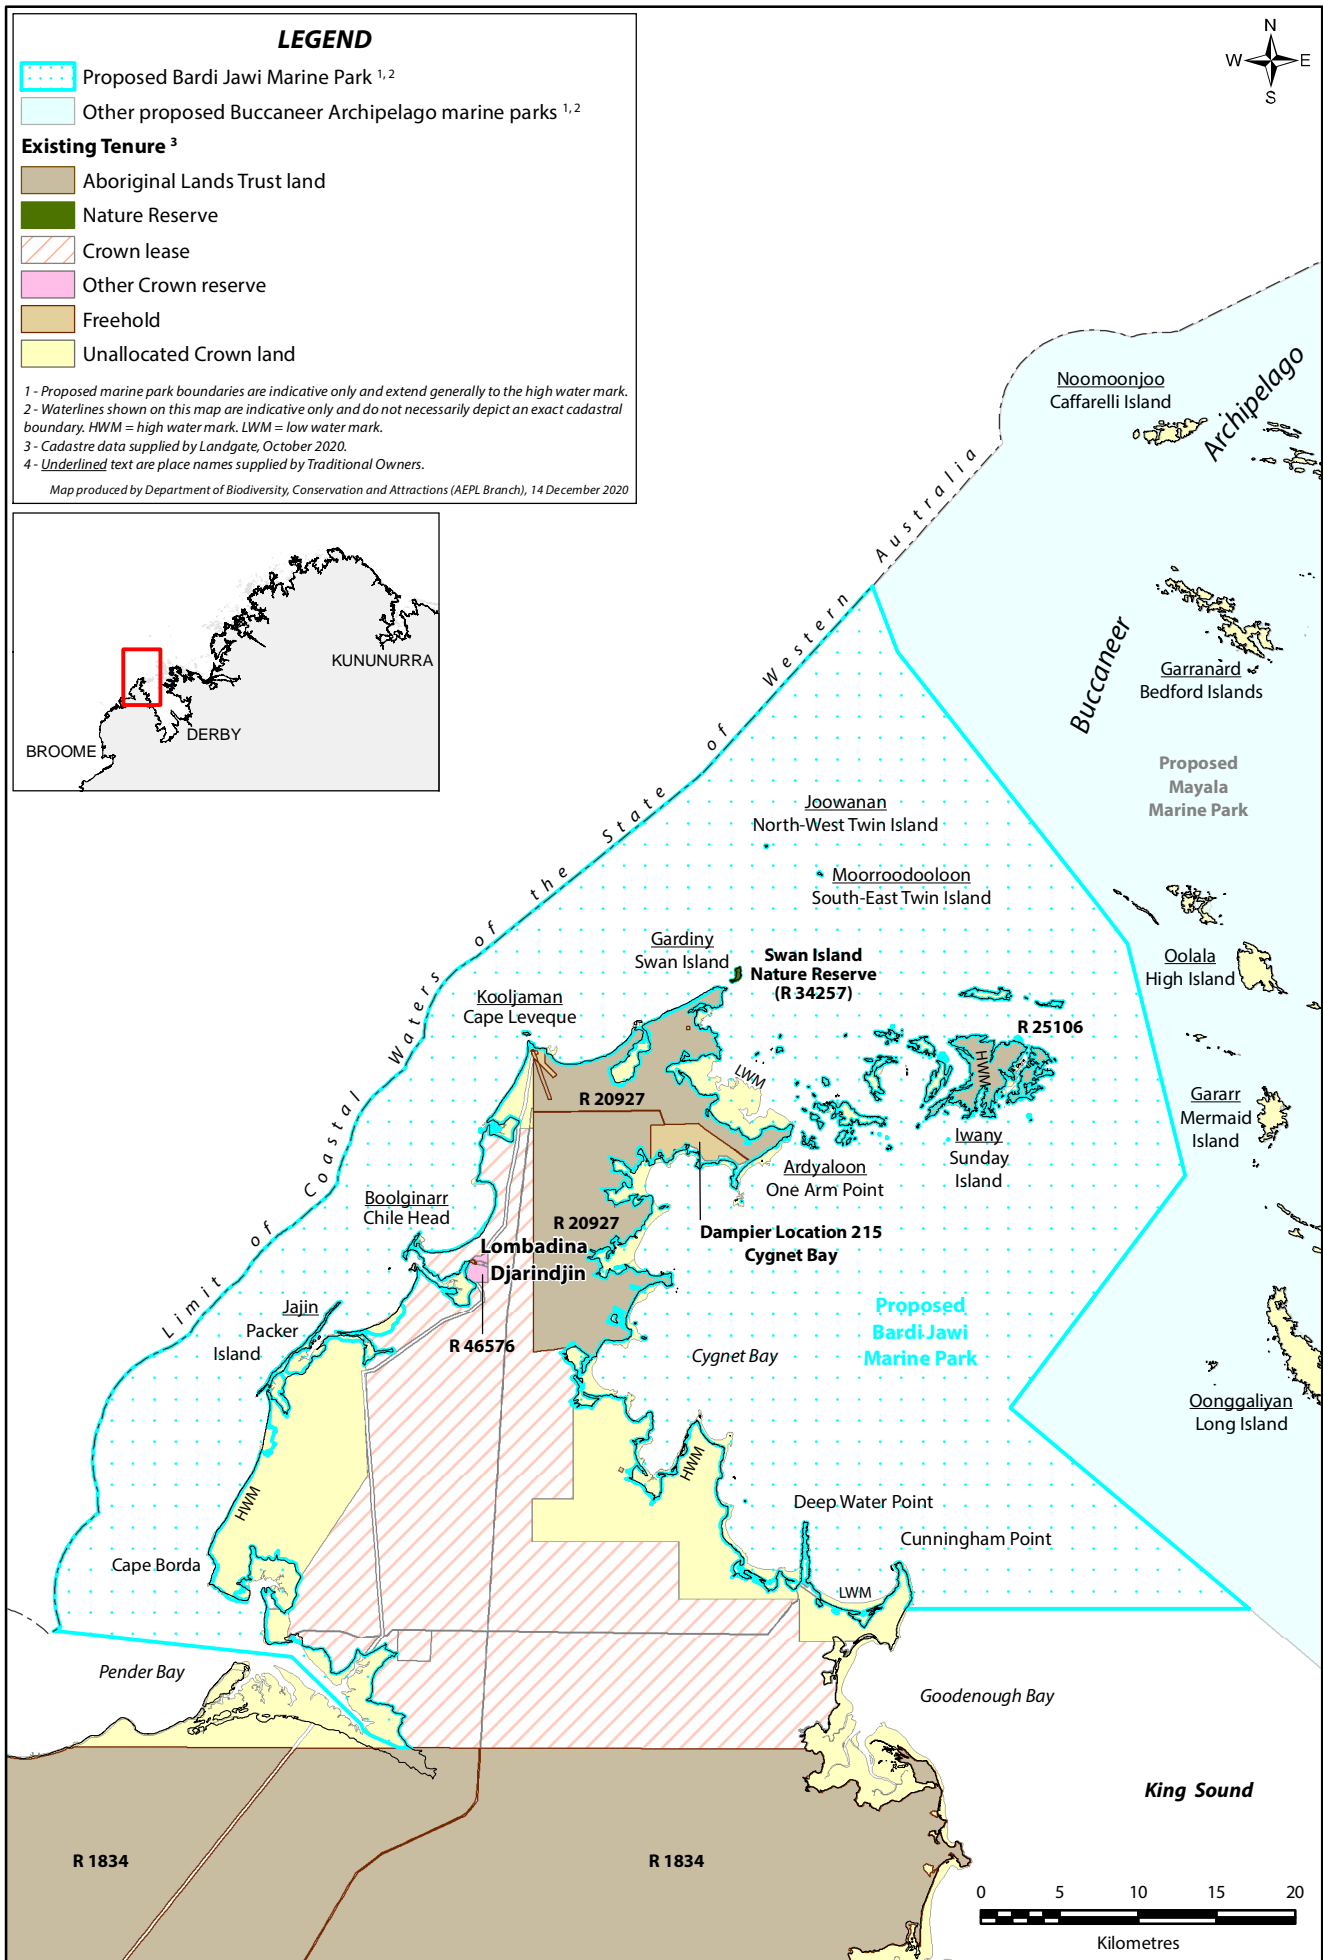 LEGEND
Proposed Bardi Jawi Marine Park 1, 2
Other proposed Buccaneer Archipelago marine parks 1, 2
Existing Tenure 3
Aboriginal Lands Trust land
Nature Reserve
Crown lease
Other Crown reserve
Freehold
Unallocated Crown land
1 - Proposed marine park boundaries are indicative only and extend generally to the high water mark.
2 - Waterlines shown on this map are indicative only and do not necessarily depict an exact cadastral
boundary. HWM = high water mark. LWM = low water mark.
3 - Cadastre data supplied by Landgate, October 2020.
4 - Underlined text are place names supplied by Traditional Owners.
Map produced by Department of Biodiversity, Conservation and Attractions (AEPL Branch), 14 December 2020
N
W E
S
KUNUNURRA
DERBY
BROOME
Limit of Coastal Waters of the State of Western Australia
Buccaneer Archipelago
Noomoonjoo
Caffarelli Island
Garranard
Bedford Islands
Proposed
Mayala
Marine Park
Joowanan
North-West Twin Island
Moorroodooloon
South-East Twin Island
Gardiny
Swan Island
Swan Island
Nature Reserve
(R 34257)
Oolala
High Island
Kooljaman
Cape Leveque
R 25106
HWM
LWM
R 20927
Gararr
Mermaid
Island
Iwany
Sunday
Island
Ardyaloon
One Arm Point
Boolginarr
Chile Head
R 20927
Dampier Location 215
Cygnet Bay
Lombadina
Djarindjin
Jajin
Packer
Island
R 46576
Proposed
Bardi Jawi
Marine Park
Cygnet Bay
Oonggaliyan
Long Island
HWM
HWM
Deep Water Point
Cunningham Point
Cape Borda
LWM
Pender Bay
Goodenough Bay
King Sound
R 1834
R 1834
0 5 10 15 20
Kilometres